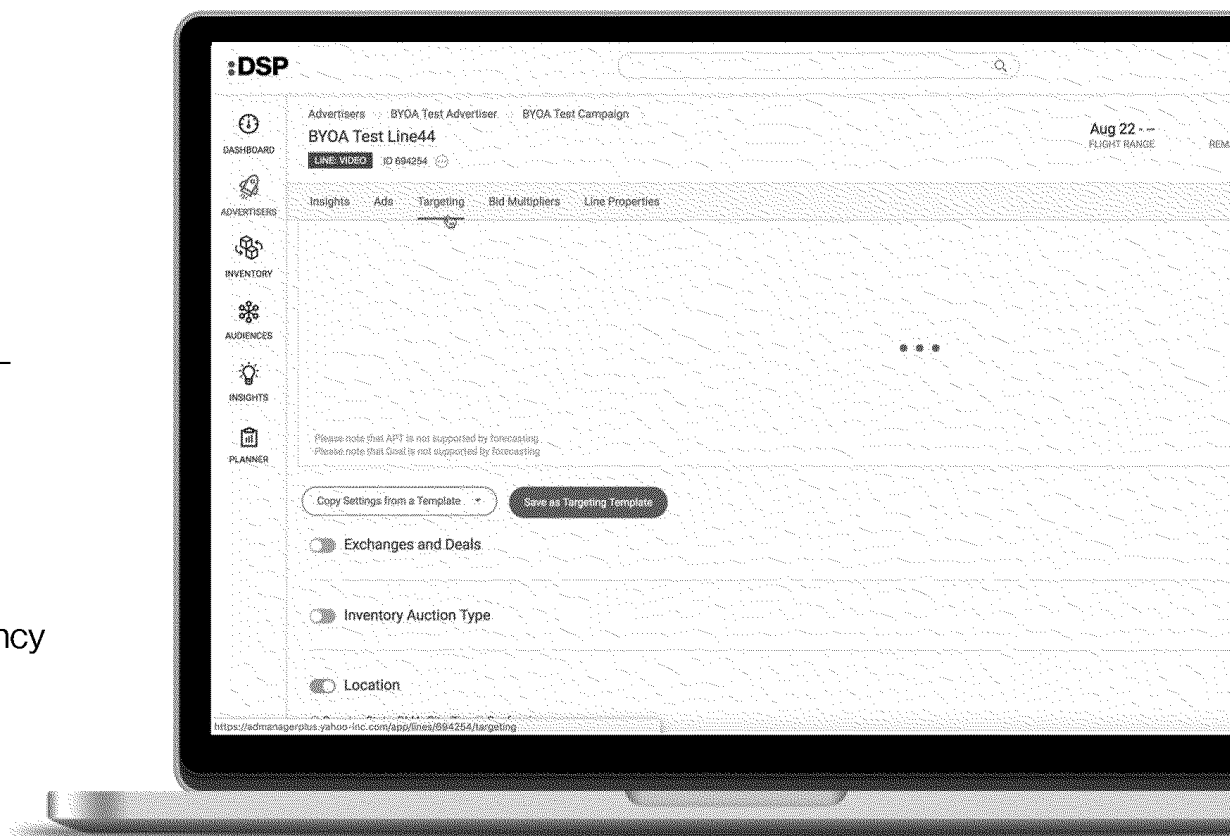 :DSP
DASHBOARD
ADVERTISERS
INVENTORY
AUDIENCES
INSIGHTS
PLANNER
Advertisers BYOA Test Advertiser BYOA Test Campaign
BYOA Test Line44
LINE: VIDEO ID 694254
Aug 22 - --
FLIGHT RANGE
REM
Insights Ads Targeting Bid Multipliers Line Properties
Please note that APT is not supported by forecasting
Please note that Goal is not supported by forecasting
Copy Settings from a Template Save as Targeting Template
Exchanges and Deals
Inventory Auction Type
Location
https://admanagerplus.yahoo-inc.com/app/lines/694254/targeting
ncy